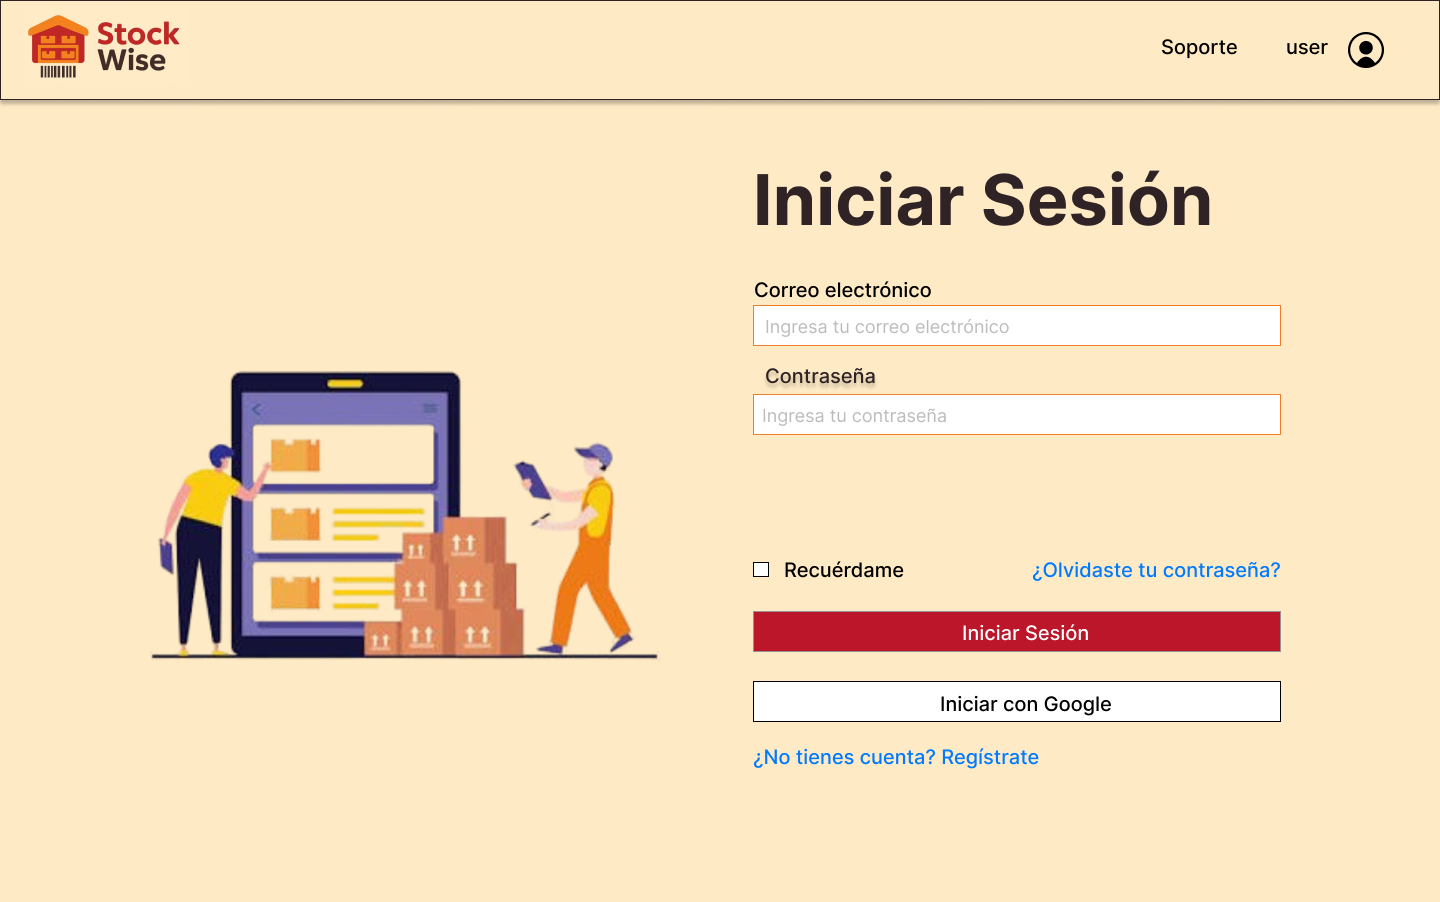 Stock
Wise
Soporte
user
Iniciar Sesión
Correo electrónico
Ingresa tu correo electrónico
Contraseña
Ingresa tu contraseña
Recuérdame
¿Olvidaste tu contraseña?
Iniciar Sesión
Iniciar con Google
¿No tienes cuenta? Regístrate